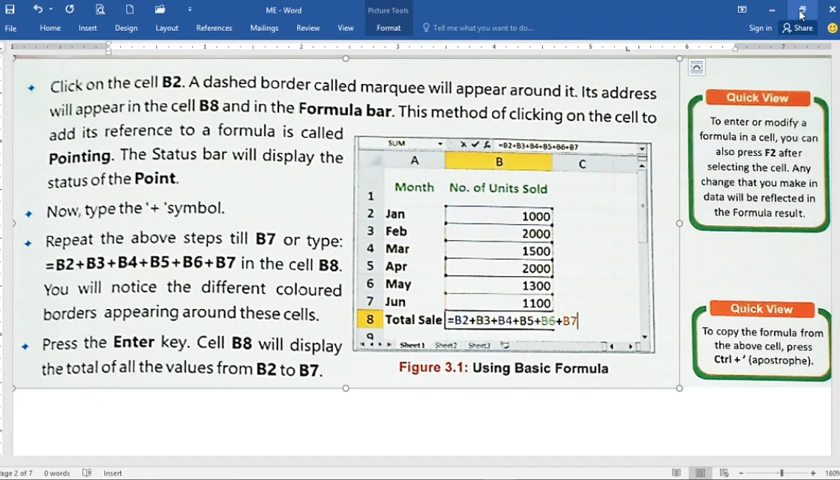 ME - Word
Picture Tools
File Home Insert Design Layout References Mailings Review View Format Tell me what you want to do...
Sign in Share
Click on the cell B2. A dashed border called marquee will appear around it. Its address
will appear in the cell B8 and in the Formula bar. This method of clicking on the cell to
add its reference to a formula is called
Pointing. The Status bar will display the
status of the Point.
Now, type the '+ 'symbol.
Repeat the above steps till B7 or type:
=B2+B3+B4+B5+B6+B7 in the cell B8.
You will notice the different coloured
borders appearing around these cells.
Press the Enter key. Cell B8 will display
the total of all the values from B2 to B7.
SUM =B2+B3+B4+B5+B6+B7
A B C
1 Month No. of Units Sold
2 Jan 1000
3 Feb 2000
4 Mar 1500
5 Apr 2000
6 May 1300
7 Jun 1100
8 Total Sale =B2+B3+B4+B5+B6+B7
9
Sheet1 Sheet2 Sheet3
Figure 3.1: Using Basic Formula
Quick View
To enter or modify a
formula in a cell, you can
also press F2 after
selecting the cell. Any
change that you make in
data will be reflected in
the Formula result.
Quick View
To copy the formula from
the above cell, press
Ctrl + ' (apostrophe).
Page 2 of 7 0 words Insert